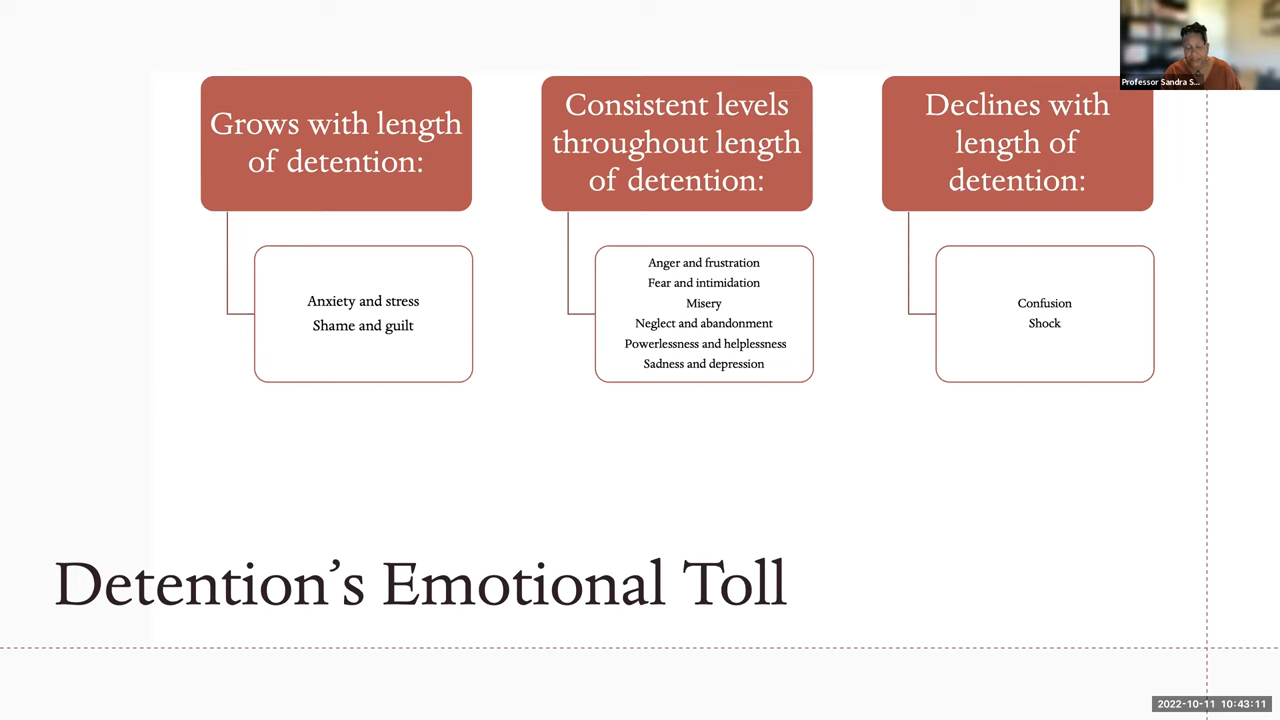 Professor Sandra S...
Grows with length
of detention:
Anxiety and stress
Shame and guilt
Consistent levels
throughout length
of detention:
Anger and frustration
Fear and intimidation
Misery
Neglect and abandonment
Powerlessness and helplessness
Sadness and depression
Declines with
length of
detention:
Confusion
Shock
Detention’s Emotional Toll
2022-10-11 10:43:11